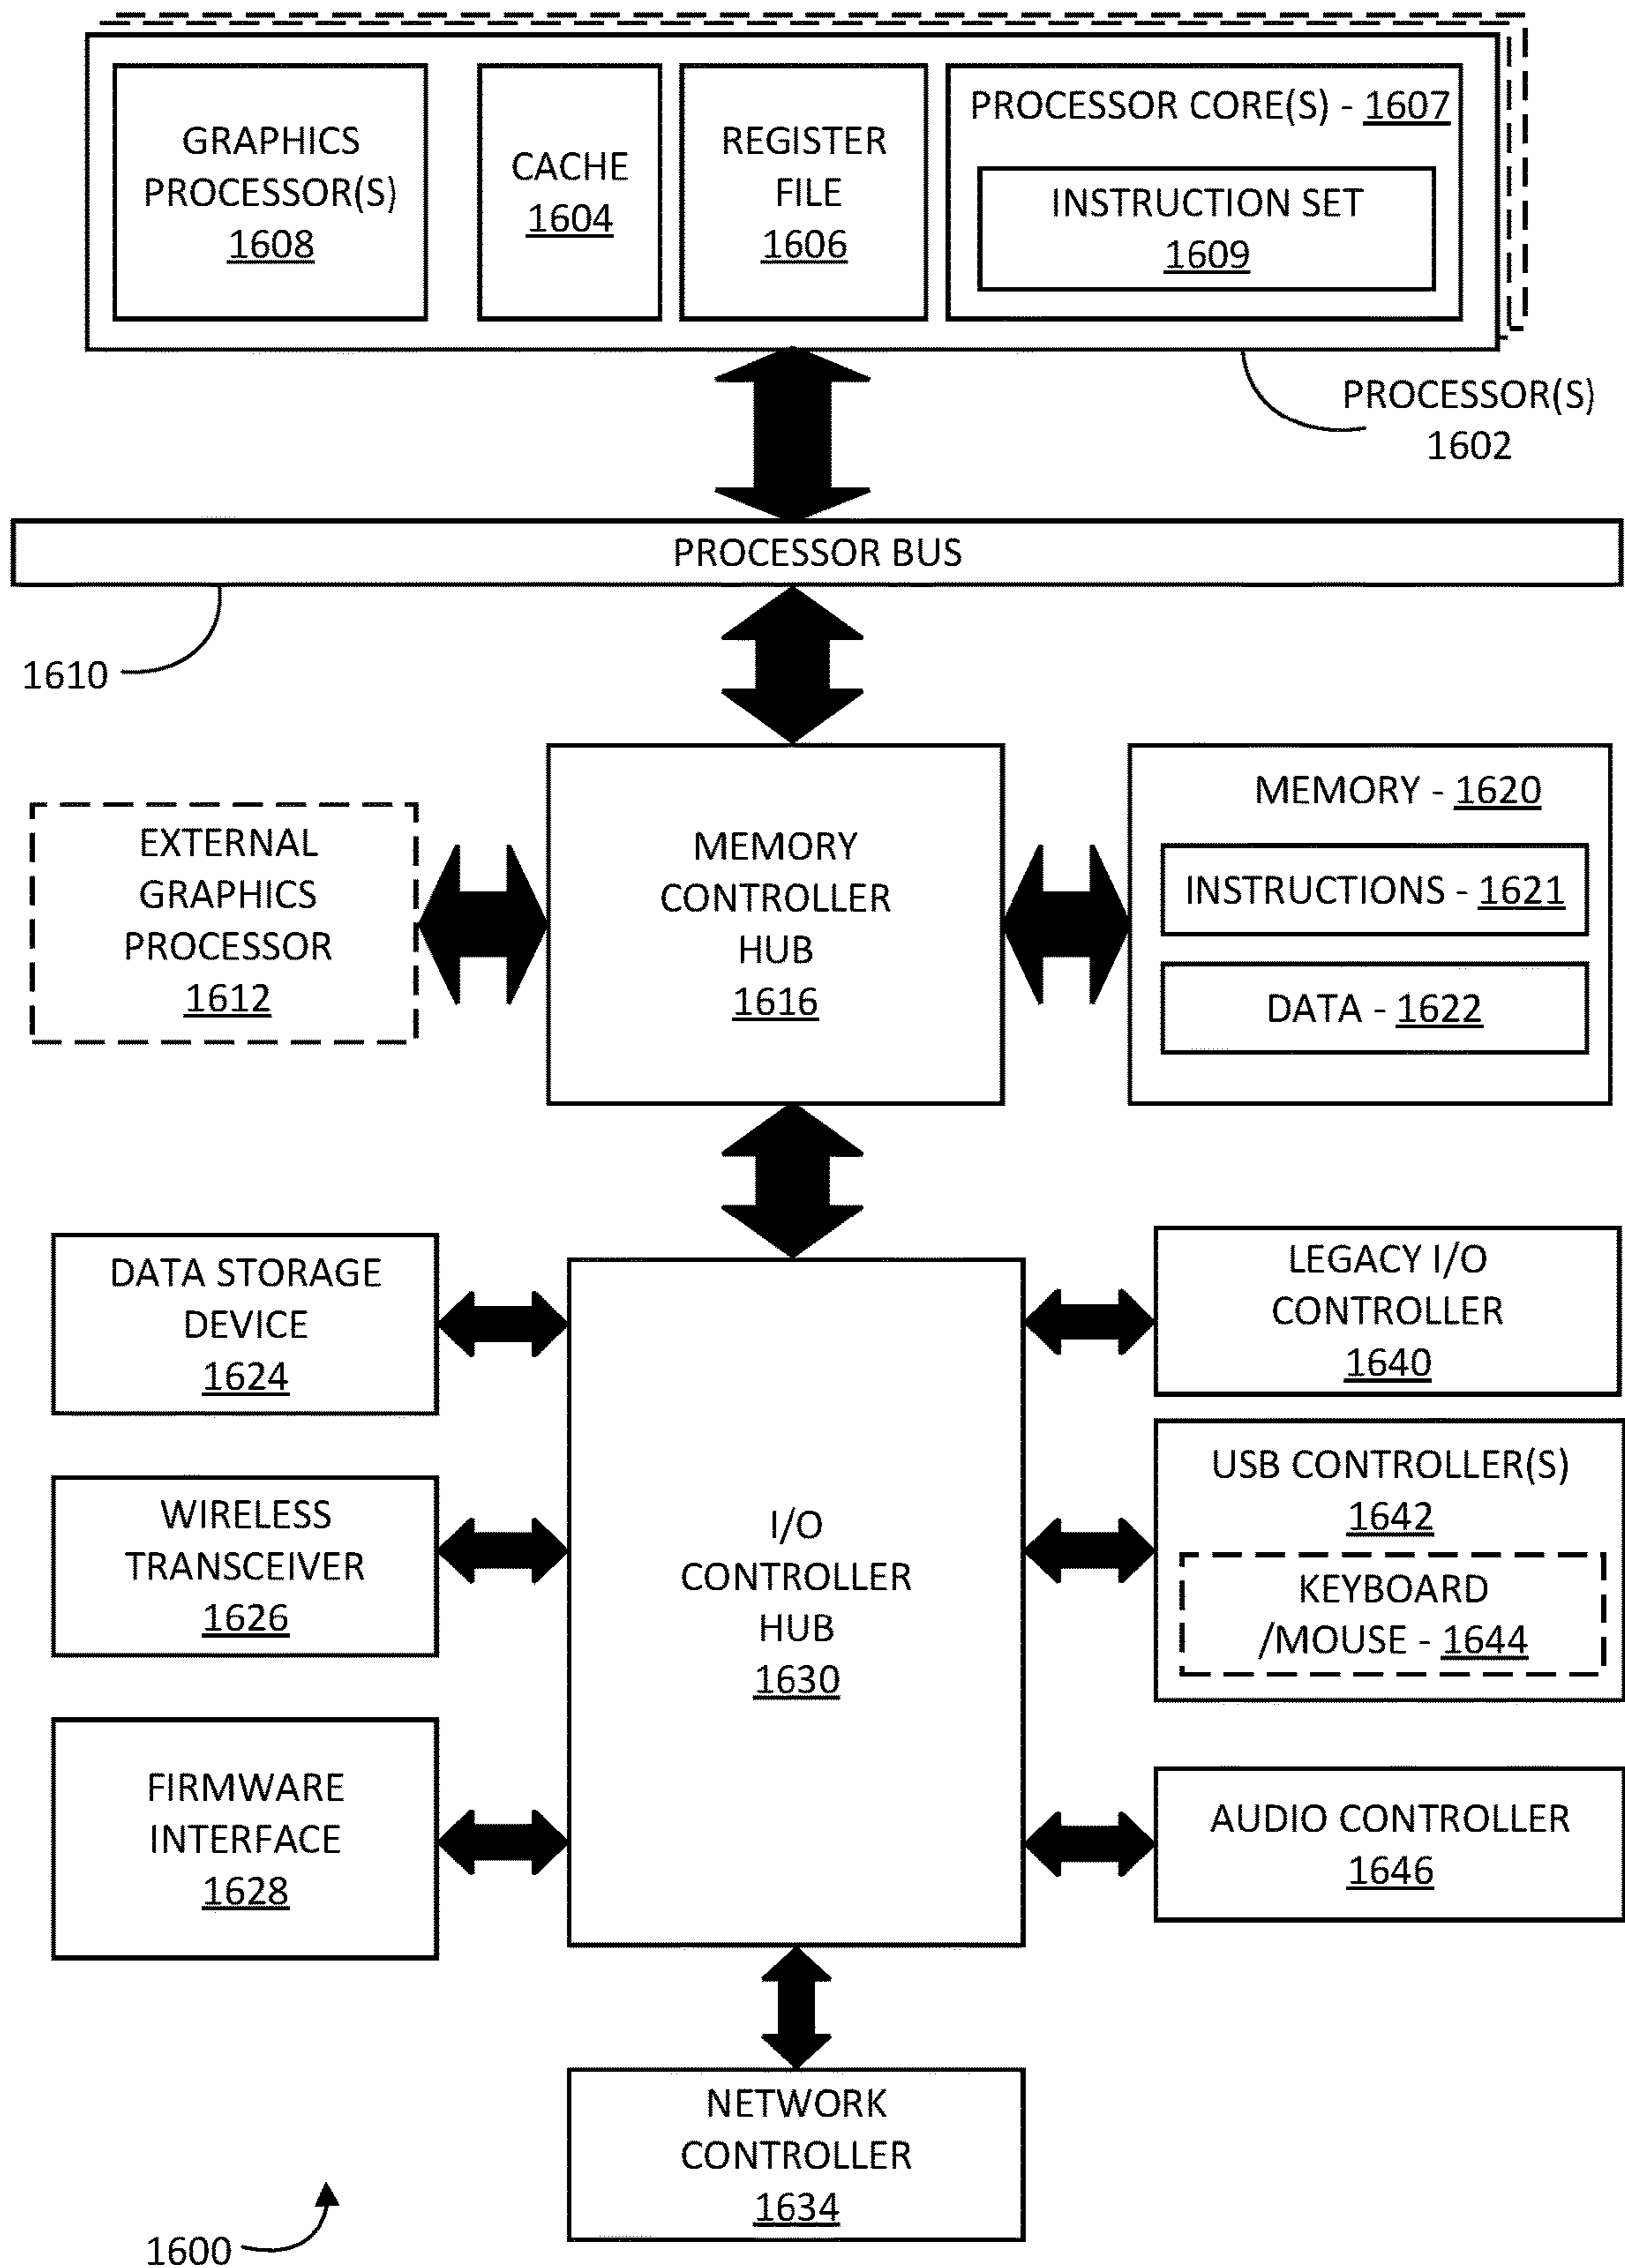 GRAPHICS
PROCESSOR(S)
1608
CACHE
1604
REGISTER
FILE
1606
PROCESSOR CORE(S) - 1607
INSTRUCTION SET
1609
PROCESSOR(S)
1602
PROCESSOR BUS
1610
EXTERNAL
GRAPHICS
PROCESSOR
1612
MEMORY
CONTROLLER
HUB
1616
MEMORY - 1620
INSTRUCTIONS - 1621
DATA - 1622
DATA STORAGE
DEVICE
1624
WIRELESS
TRANSCEIVER
1626
FIRMWARE
INTERFACE
1628
I/O
CONTROLLER
HUB
1630
LEGACY I/O
CONTROLLER
1640
USB CONTROLLER(S)
1642
KEYBOARD
/MOUSE - 1644
AUDIO CONTROLLER
1646
NETWORK
CONTROLLER
1634
1600